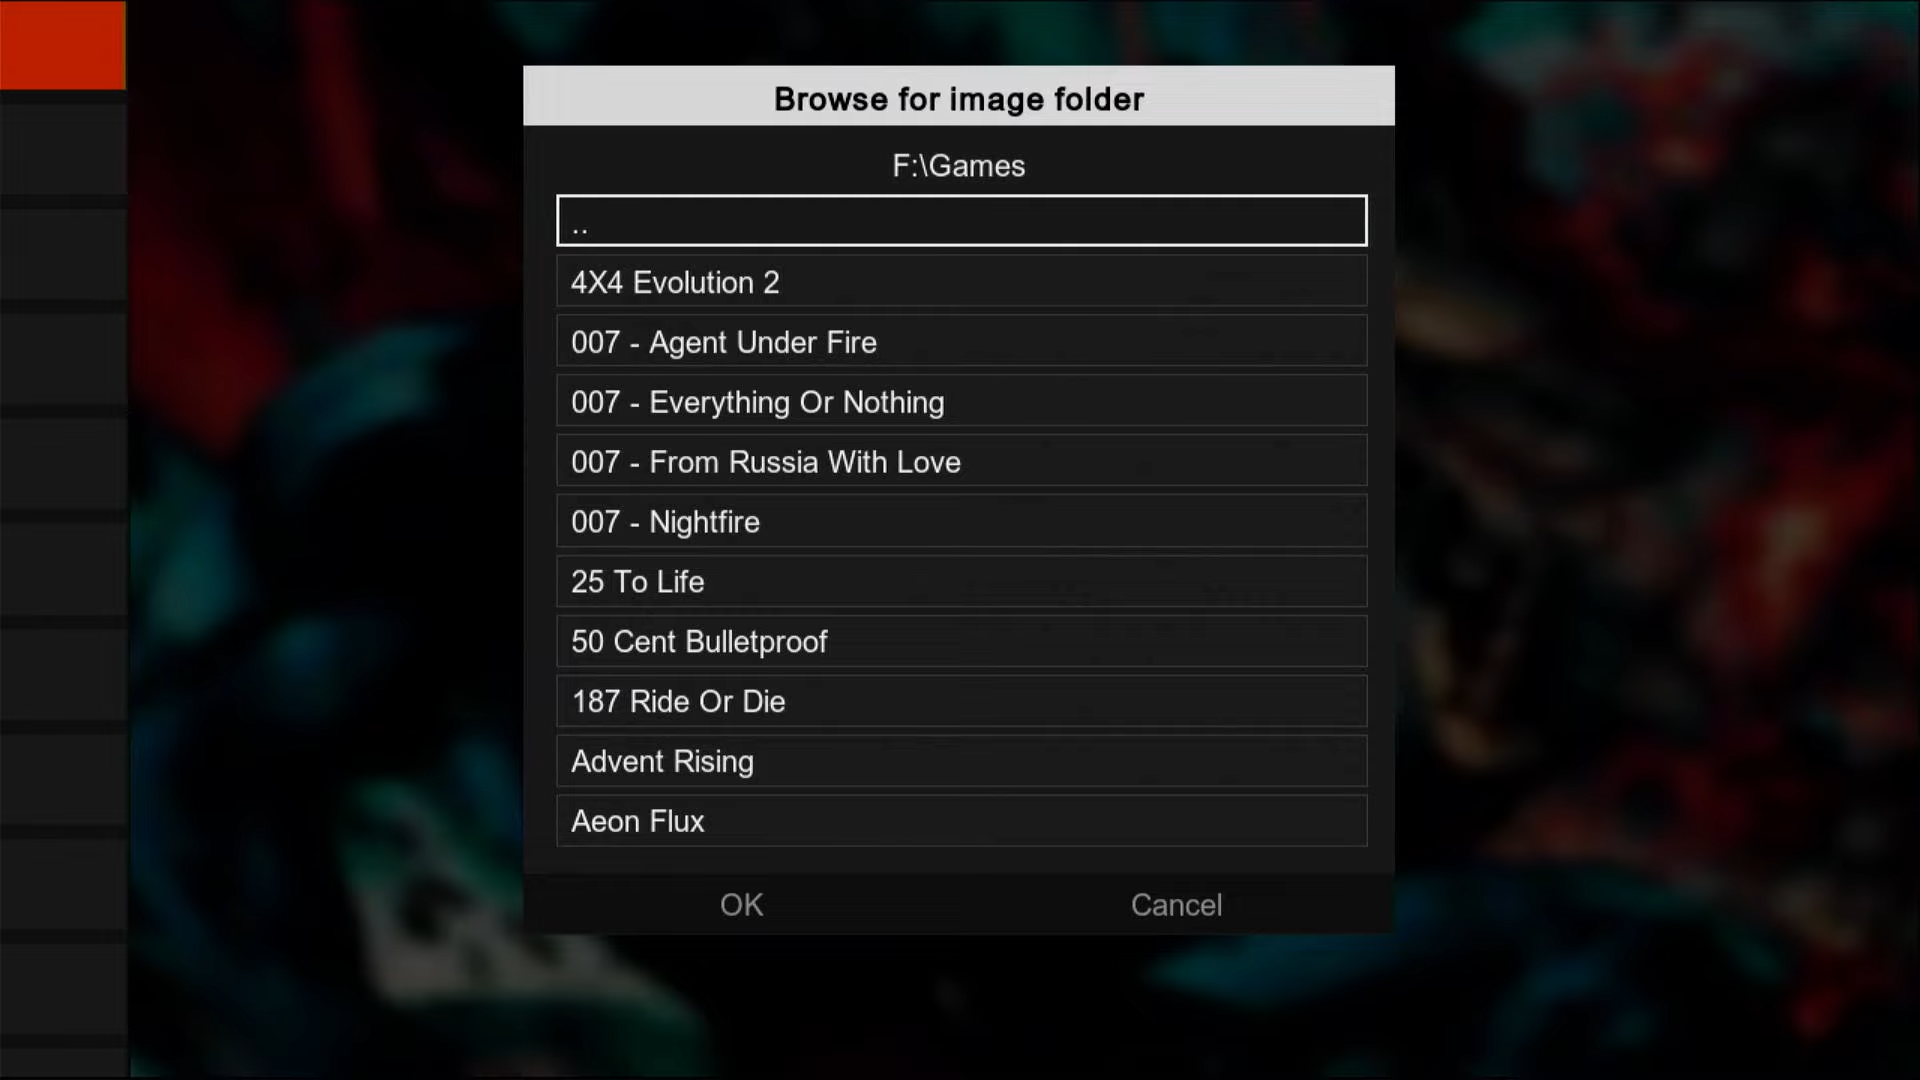 Browse for image folder
F:\Games
..
4X4 Evolution 2
007 - Agent Under Fire
007 - Everything Or Nothing
007 - From Russia With Love
007 - Nightfire
25 To Life
50 Cent Bulletproof
187 Ride Or Die
Advent Rising
Aeon Flux
OK
Cancel